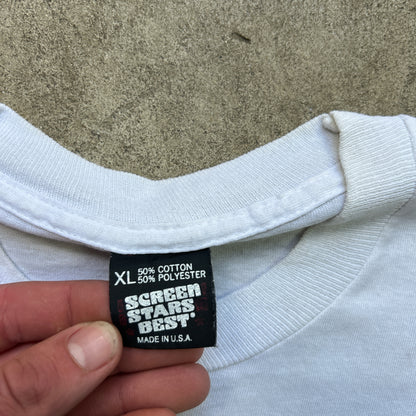 XL 50% COTTON
50% POLYESTER
SCREEN
STARS
BEST
MADE IN U.S.A.